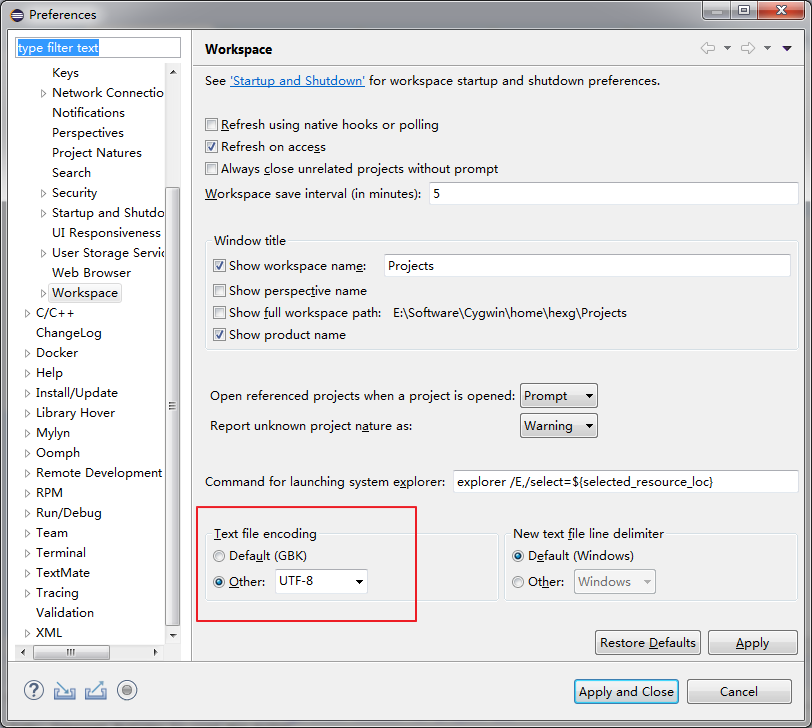 Preferences
type filter text
Keys
Network Connectio
Notifications
Perspectives
Project Natures
Search
Security
Startup and Shutdo
UI Responsiveness
User Storage Servic
Web Browser
Workspace
C/C++
ChangeLog
Docker
Help
Install/Update
Library Hover
Mylyn
Oomph
Remote Development
RPM
Run/Debug
Team
Terminal
TextMate
Tracing
Validation
XML
Workspace
See 'Startup and Shutdown' for workspace startup and shutdown preferences.
Refresh using native hooks or polling
Refresh on access
Always close unrelated projects without prompt
Workspace save interval (in minutes): 5
Window title
Show workspace name: Projects
Show perspective name
Show full workspace path: E:\Software\Cygwin\home\hexg\Projects
Show product name
Open referenced projects when a project is opened: Prompt
Report unknown project nature as: Warning
Command for launching system explorer: explorer /E,/select=${selected_resource_loc}
Text file encoding
Default (GBK)
Other: UTF-8
New text file line delimiter
Default (Windows)
Other: Windows
Restore Defaults Apply
Apply and Close Cancel